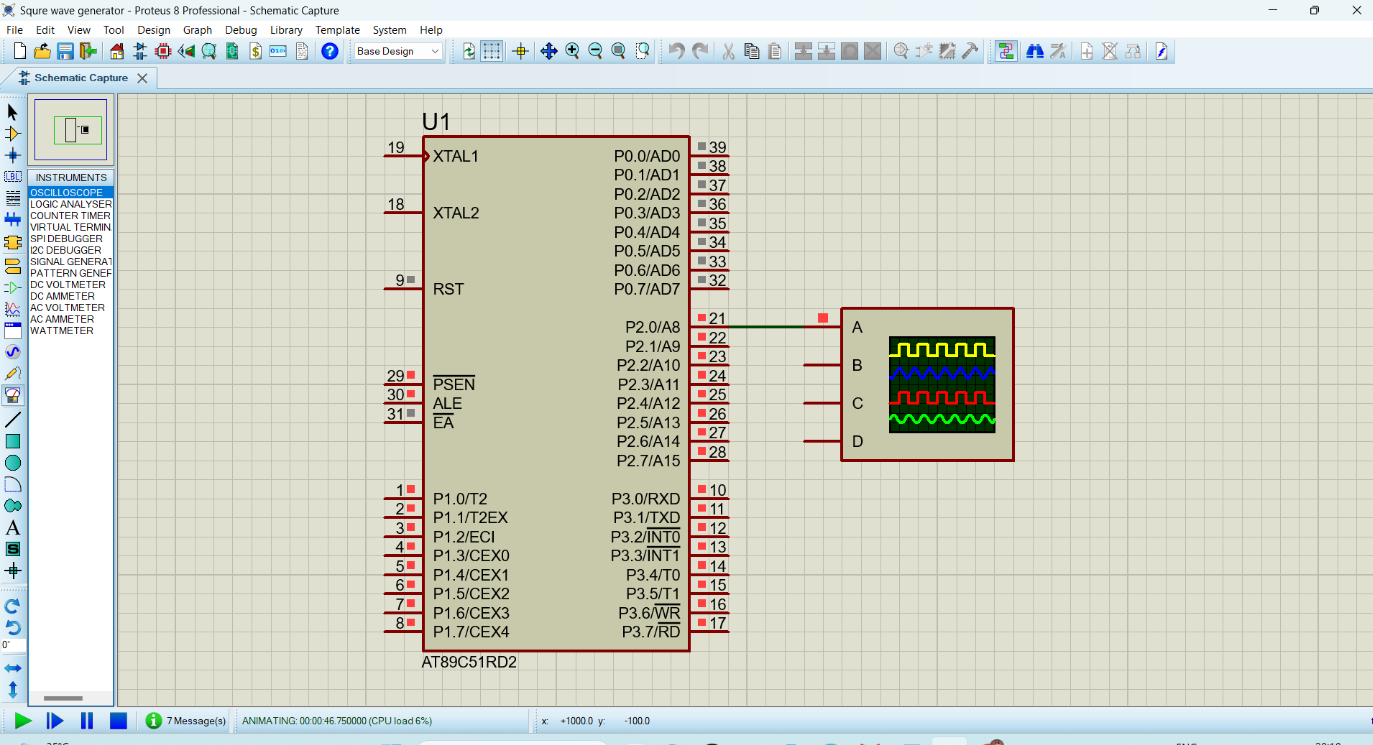 Squre wave generator - Proteus 8 Professional - Schematic Capture
File Edit View Tool Design Graph Debug Library Template System Help
Base Design
Schematic Capture
INSTRUMENTS
OSCILLOSCOPE
LOGIC ANALYSER
COUNTER TIMER
VIRTUAL TERMIN
SPI DEBUGGER
I2C DEBUGGER
SIGNAL GENERAT
PATTERN GENEF
DC VOLTMETER
DC AMMETER
AC VOLTMETER
AC AMMETER
WATTMETER
LBL
A
S
0°
U1
19 XTAL1 P0.0/AD0 39
P0.1/AD1 38
P0.2/AD2 37
18 XTAL2 P0.3/AD3 36
P0.4/AD4 35
P0.5/AD5 34
P0.6/AD6 33
9 RST P0.7/AD7 32
P2.0/A8 21
P2.1/A9 22
P2.2/A10 23
29 PSEN P2.3/A11 24
30 ALE P2.4/A12 25
31 EA P2.5/A13 26
P2.6/A14 27
P2.7/A15 28
1 P1.0/T2 P3.0/RXD 10
2 P1.1/T2EX P3.1/TXD 11
3 P1.2/ECI P3.2/INT0 12
4 P1.3/CEX0 P3.3/INT1 13
5 P1.4/CEX1 P3.4/T0 14
6 P1.5/CEX2 P3.5/T1 15
7 P1.6/CEX3 P3.6/WR 16
8 P1.7/CEX4 P3.7/RD 17
AT89C51RD2
A
B
C
D
7 Message(s) ANIMATING: 00:00:46.750000 (CPU load 6%) x: +1000.0 y: -100.0